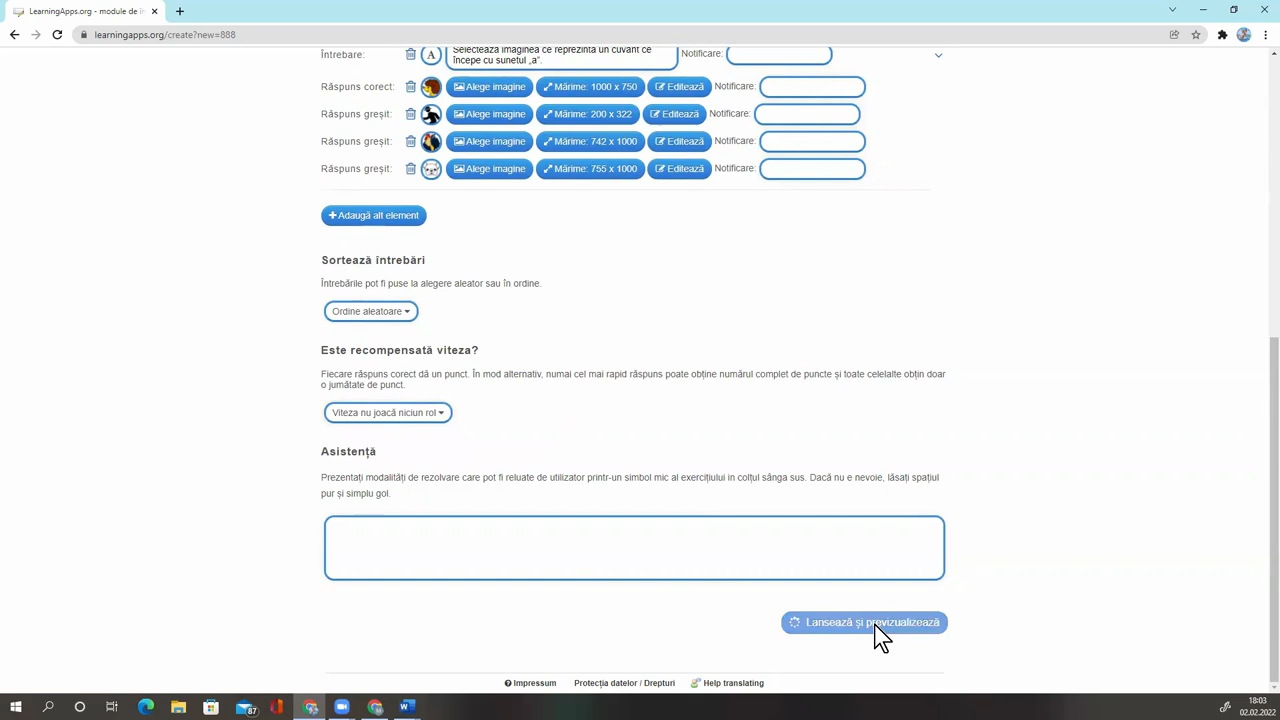 LearningApps.org - module de în
learningapps.org/create?new=888
Întrebare:
A
Selectează imaginea ce reprezintă un cuvânt ce
începe cu sunetul „a".
Notificare:
Răspuns corect:
Alege imagine
Mărime: 1000 x 750
Editează
Notificare:
Răspuns greșit:
Alege imagine
Mărime: 200 x 322
Editează
Notificare:
Răspuns greșit:
Alege imagine
Mărime: 742 x 1000
Editează
Notificare:
Răspuns greșit:
Alege imagine
Mărime: 755 x 1000
Editează
Notificare:
Adaugă alt element
Sortează întrebări
Întrebările pot fi puse la alegere aleator sau în ordine.
Ordine aleatoare
Este recompensată viteza?
Fiecare răspuns corect dă un punct. În mod alternativ, numai cel mai rapid răspuns poate obține numărul complet de puncte și toate celelalte obțin doar
o jumătate de punct.
Viteza nu joacă niciun rol
Asistență
Prezentați modalități de rezolvare care pot fi reluate de utilizator printr-un simbol mic al exercițiului in colțul sânga sus. Dacă nu e nevoie, lăsați spațiul
pur și simplu gol.
Lansează și previzualizează
Impressum
Protecția datelor / Drepturi
Help translating
87
18:03
02.02.2022